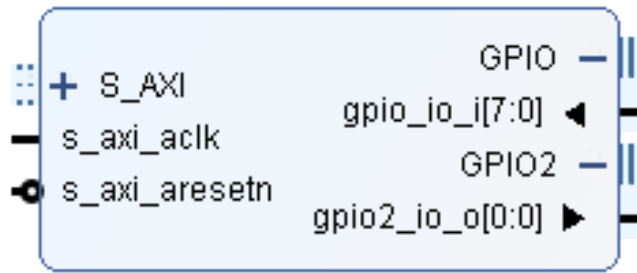 GPIO
S_AXI
gpio_io_i[7:0]
s_axi_aclk
GPIO2
s_axi_aresetn
gpio2_io_o[0:0]